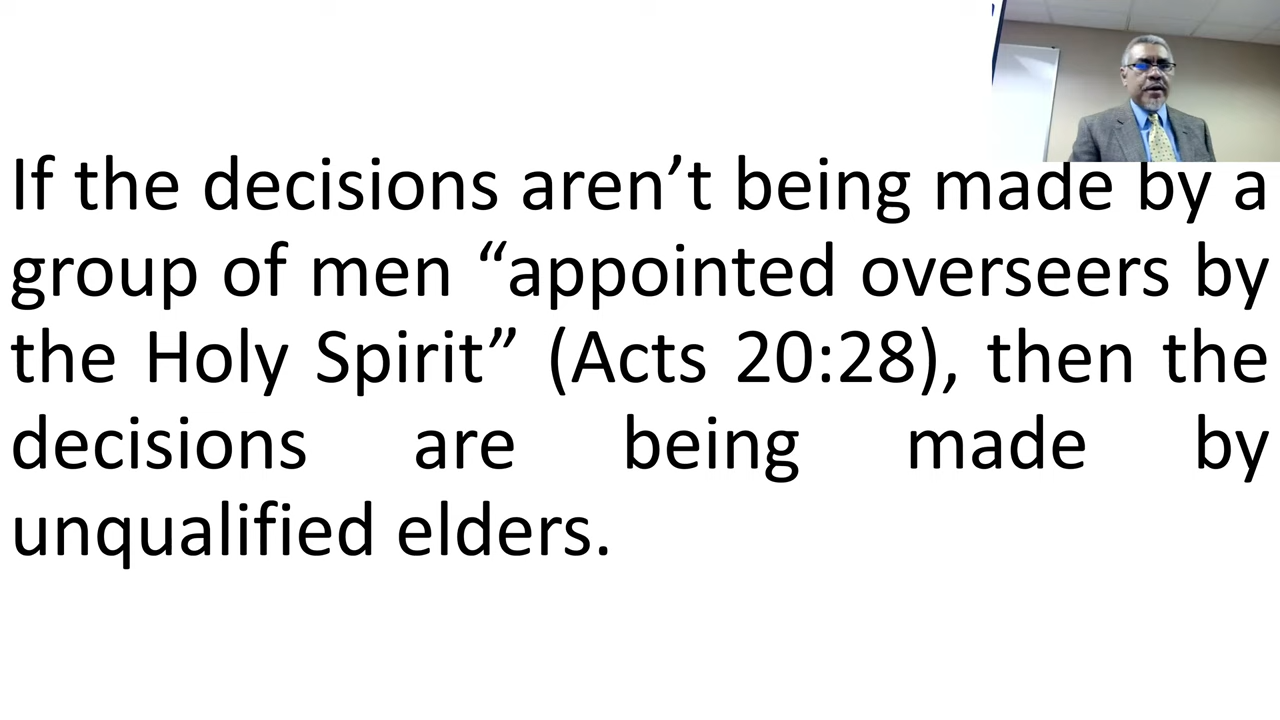 If the decisions aren’t being made by a
group of men “appointed overseers by
the Holy Spirit” (Acts 20:28), then the
decisions are being made by
unqualified elders.